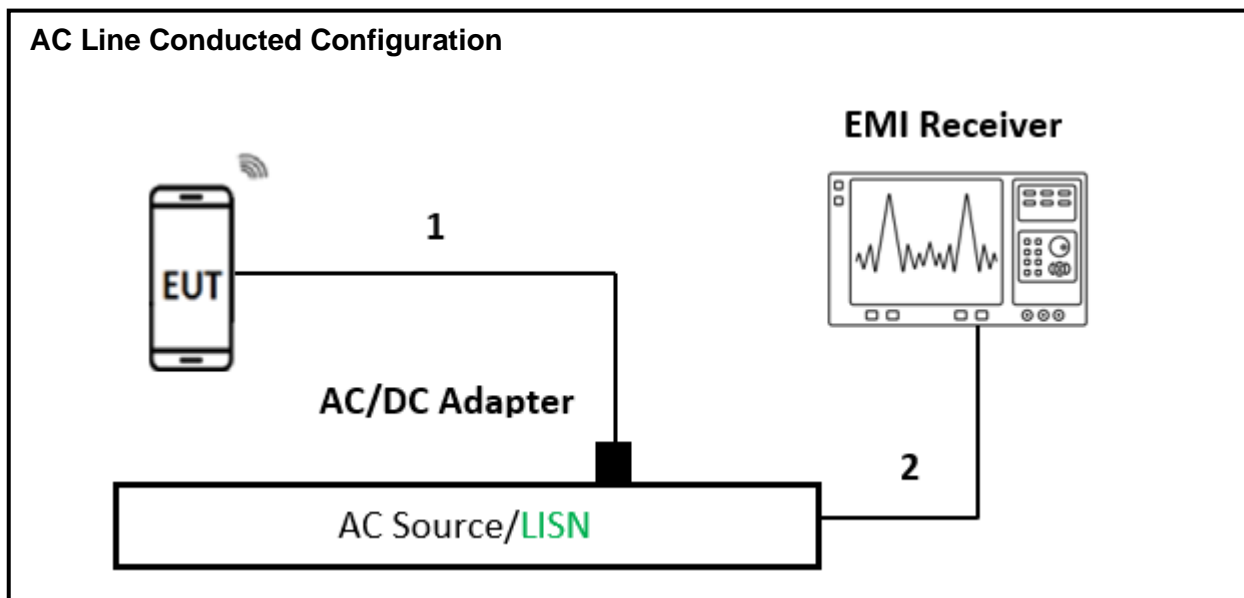 AC Line Conducted Configuration
EMI Receiver
1
EUT
AC/DC Adapter
2
AC Source/LISN